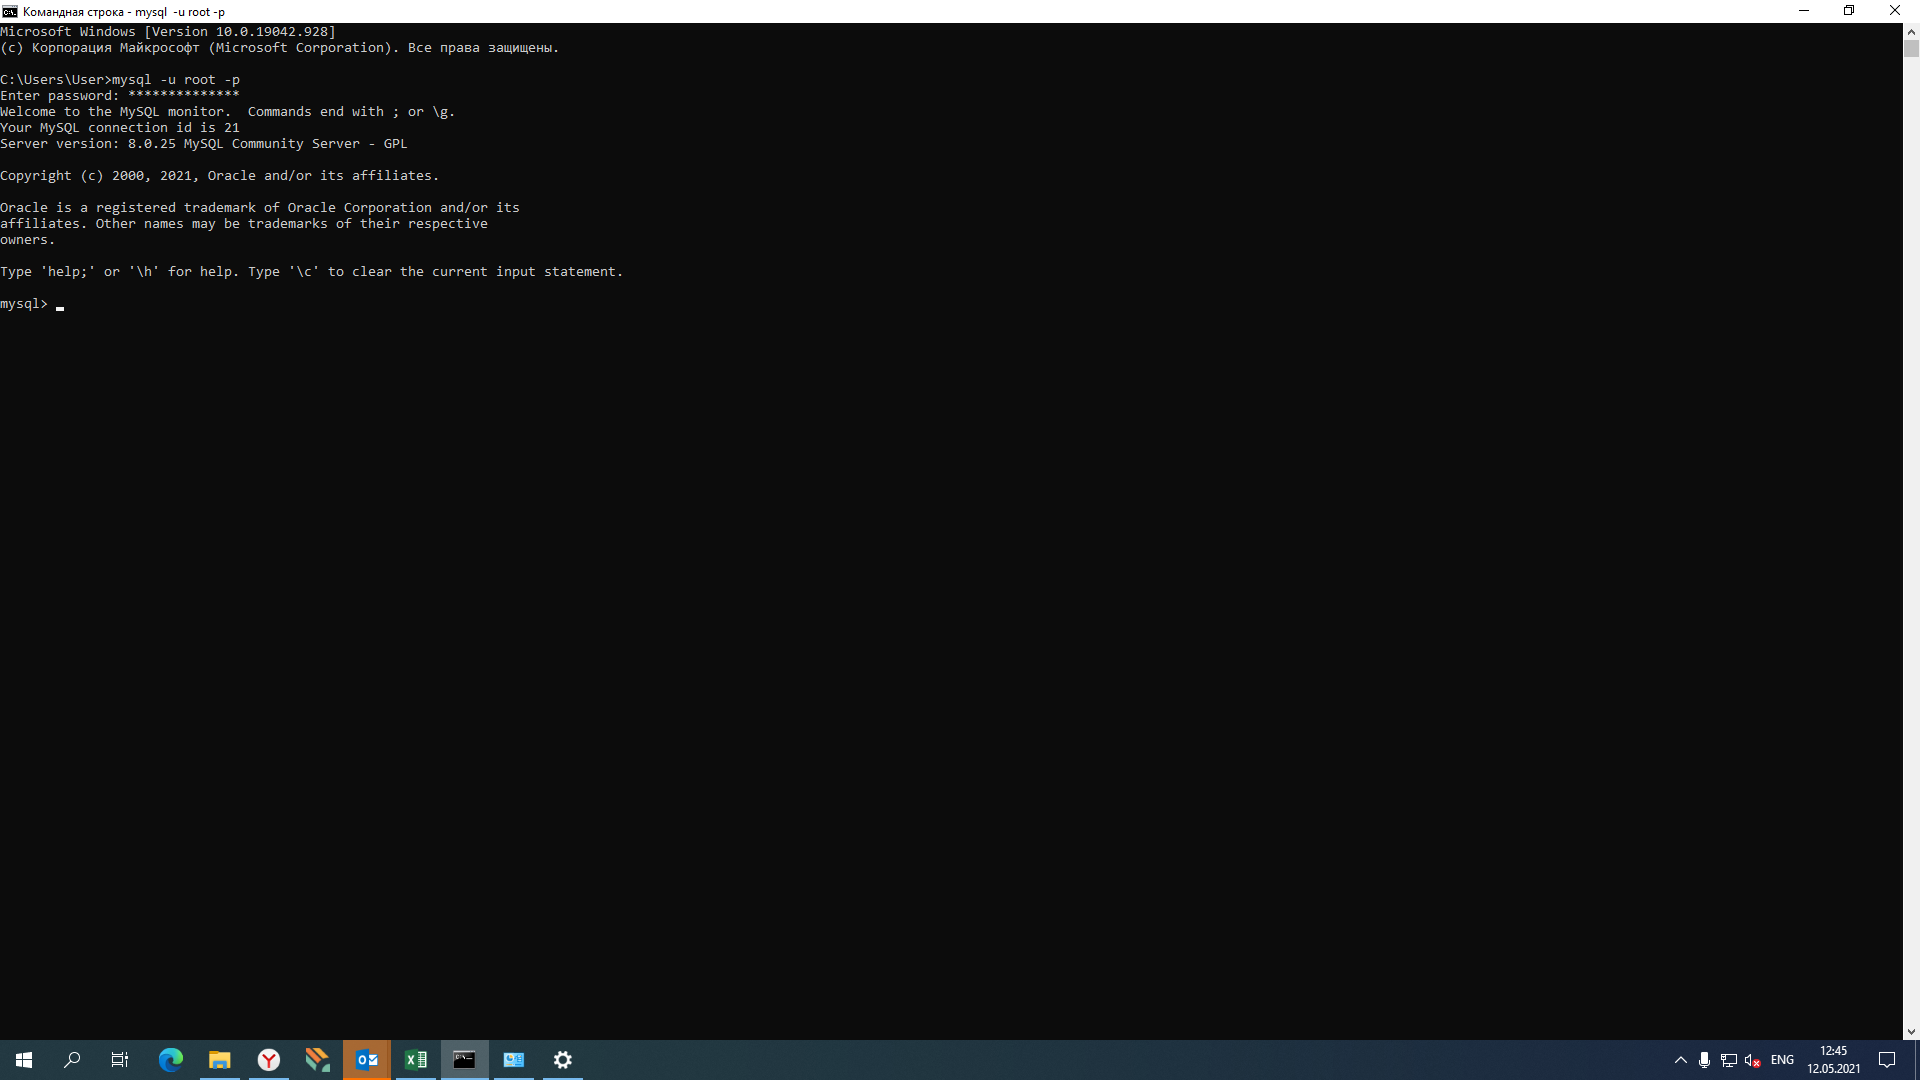 Командная строка - mysql  -u root -p
Microsoft Windows [Version 10.0.19042.928]
(c) Корпорация Майкрософт (Microsoft Corporation). Все права защищены.
C:\Users\User>mysql -u root -p
Enter password: **************
Welcome to the MySQL monitor.  Commands end with ; or \g.
Your MySQL connection id is 21
Server version: 8.0.25 MySQL Community Server - GPL
Copyright (c) 2000, 2021, Oracle and/or its affiliates.
Oracle is a registered trademark of Oracle Corporation and/or its
affiliates. Other names may be trademarks of their respective
owners.
Type 'help;' or '\h' for help. Type '\c' to clear the current input statement.
mysql> _
ENG
12:45
12.05.2021